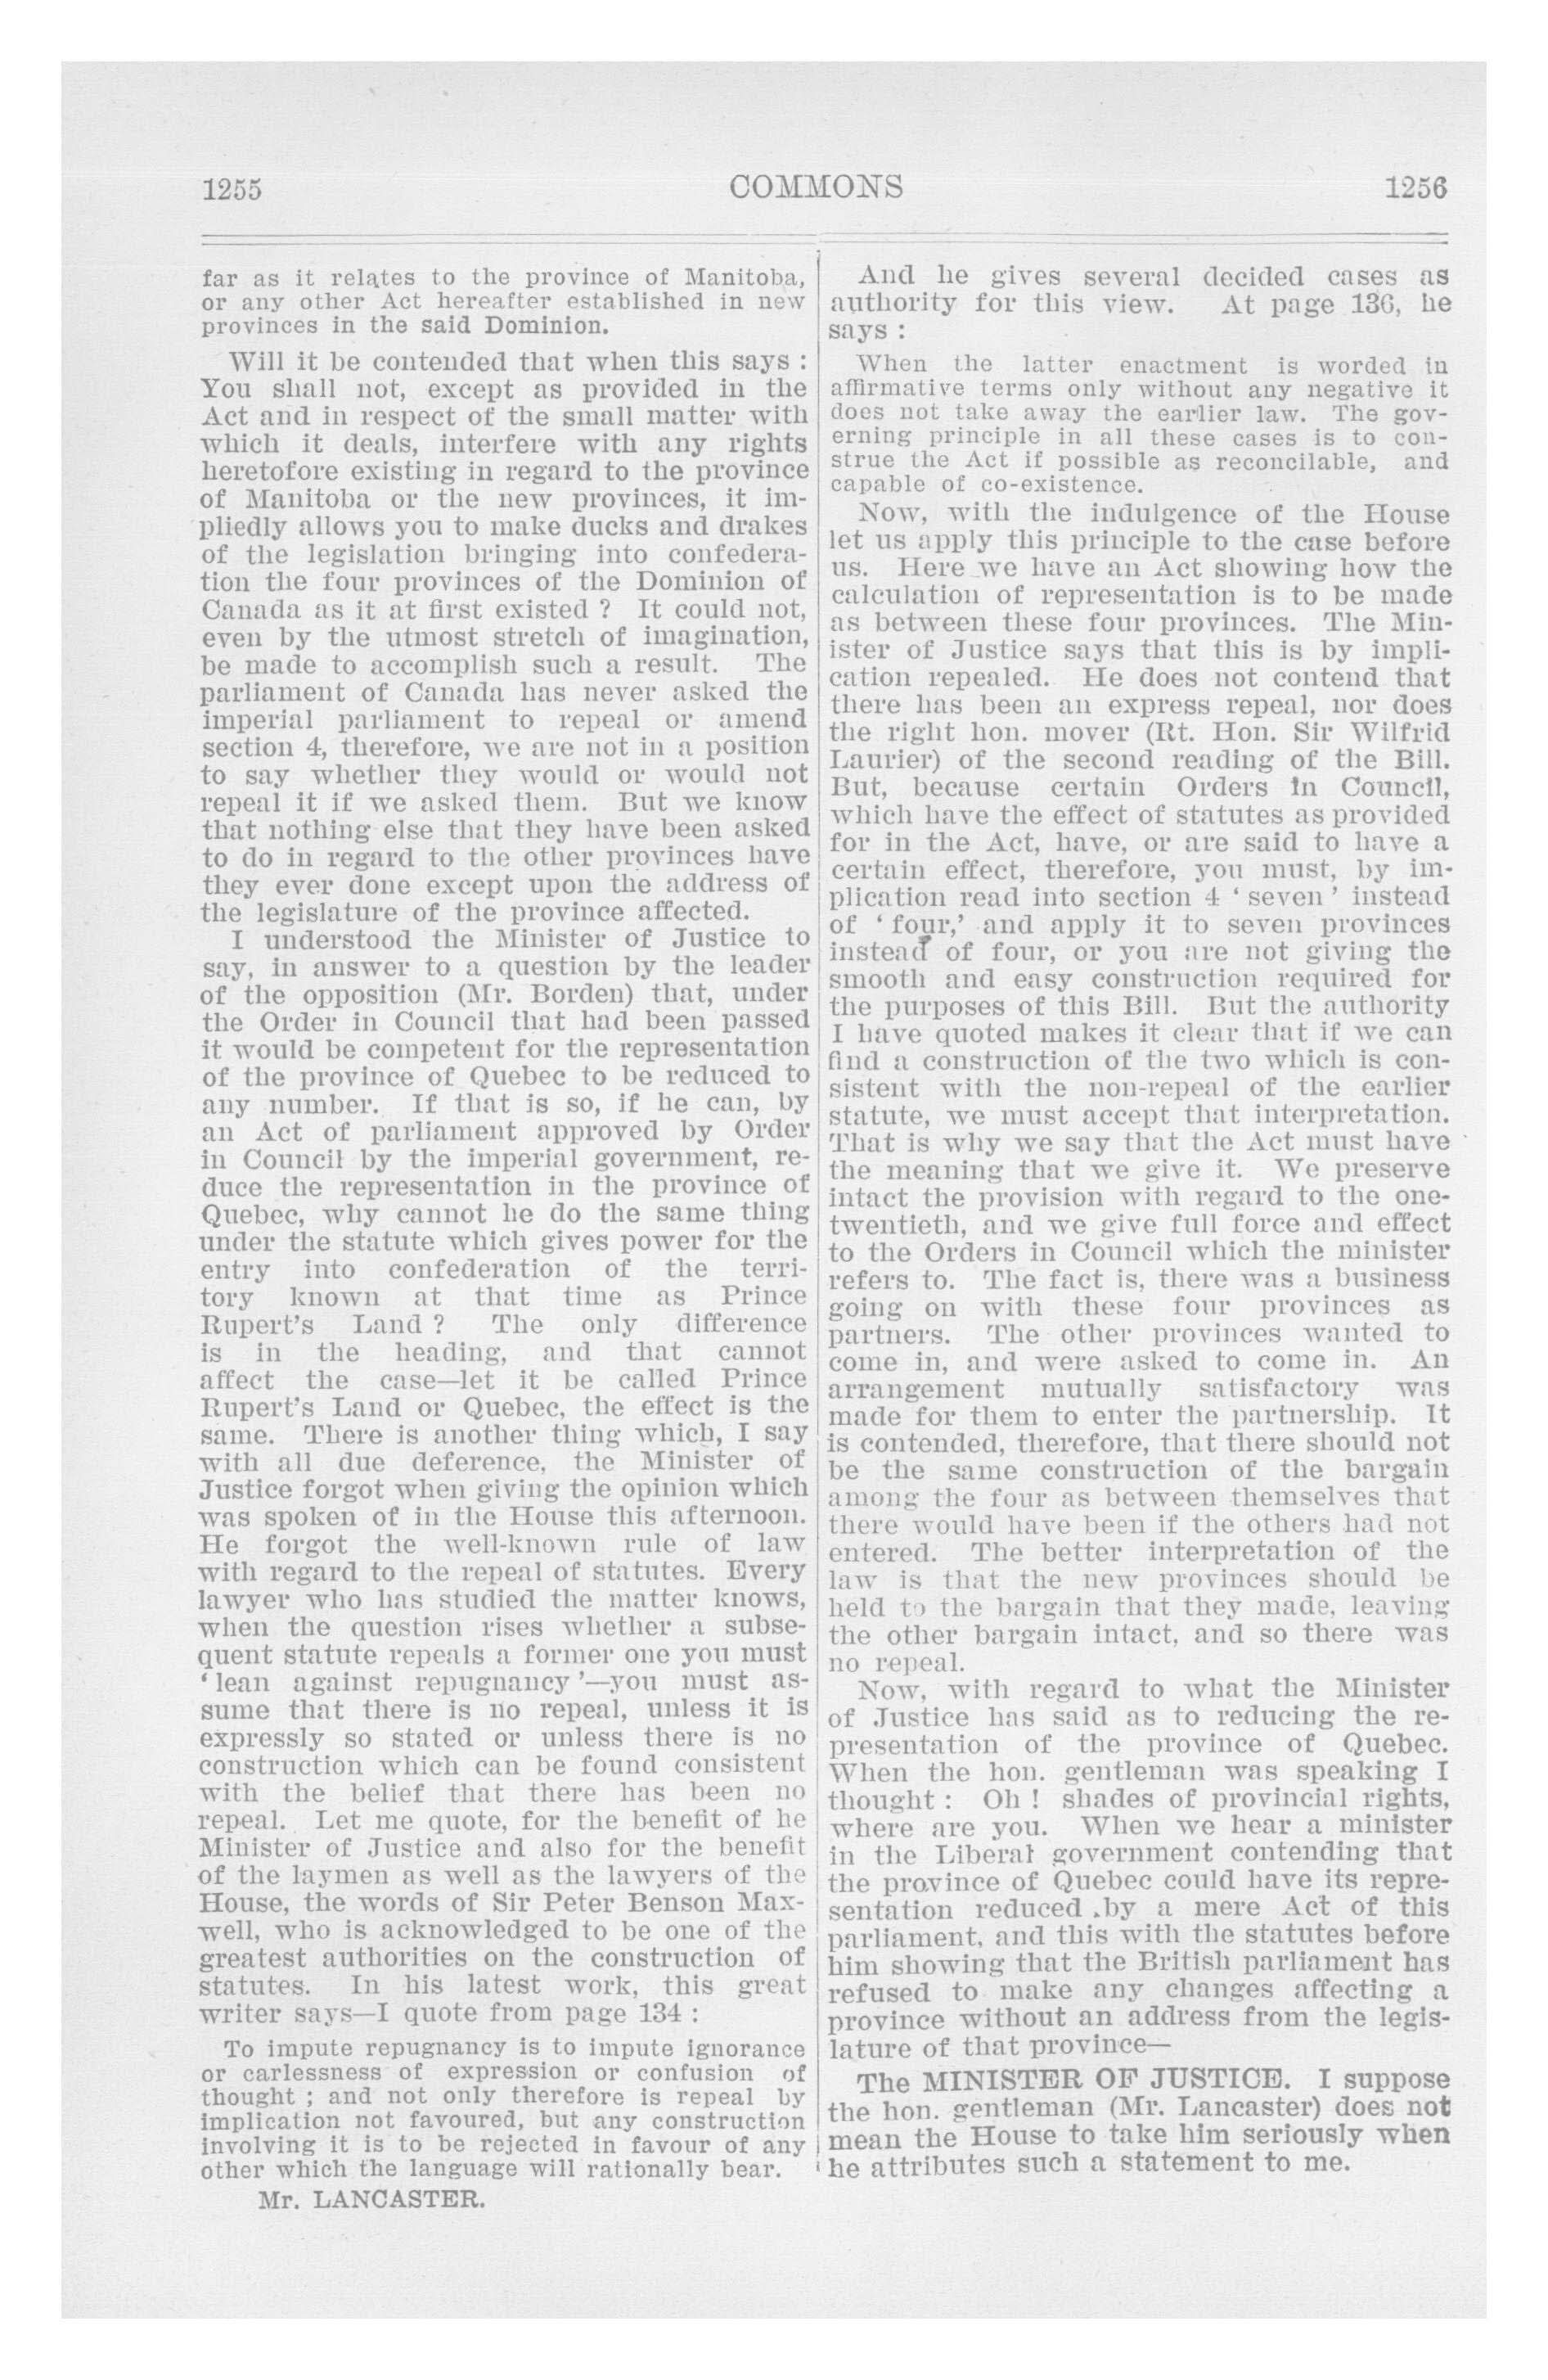 1255
COMMONS
1256
far as it relates to the province of Manitoba,
or any other Act hereafter established in new
provinces in the said Dominion.
Will it be contended that when this says :
You shall not, except as provided in the
Act and in respect of the small matter with
which it deals, interfere with any rights
heretofore existing in regard to the province
of Manitoba or the new provinces, it im-
pliedly allows you to make ducks and drakes
of the legislation bringing into confedera-
tion the four provinces of the Dominion of
Canada as it at first existed ? It could not,
even by the utmost stretch of imagination,
be made to accomplish such a result. The
parliament of Canada has never asked the
imperial parliament to repeal or amend
section 4, therefore, we are not in a position
to say whether they would or would not
repeal it if we asked them. But we know
that nothing else that they have been asked
to do in regard to the other provinces have
they ever done except upon the address of
the legislature of the province affected.
I understood the Minister of Justice to
say, in answer to a question by the leader
of the opposition (Mr. Borden) that, under
the Order in Council that had been passed
it would be competent for the representation
of the province of Quebec to be reduced to
any number. If that is so, if he can, by
an Act of parliament approved by Order
in Council by the imperial government, re-
duce the representation in the province of
Quebec, why cannot he do the same thing
under the statute which gives power for the
entry into confederation of the terri-
tory known at that time as Prince
Rupert's Land ? The only difference
is in the heading, and that cannot
affect the case—let it be called Prince
Rupert's Land or Quebec, the effect is the
same. There is another thing which, I say
with all due deference, the Minister of
Justice forgot when giving the opinion which
was spoken of in the House this afternoon.
He forgot the well-known rule of law
with regard to the repeal of statutes. Every
lawyer who has studied the matter knows,
when the question rises whether a subse-
quent statute repeals a former one you must
' lean against repugnancy '—you must as-
sume that there is no repeal, unless it is
expressly so stated or unless there is no
construction which can be found consistent
with the belief that there has been no
repeal. Let me quote, for the benefit of he
Minister of Justice and also for the benefit
of the laymen as well as the lawyers of the
House, the words of Sir Peter Benson Max-
well, who is acknowledged to be one of the
greatest authorities on the construction of
statutes. In his latest work, this great
writer says—I quote from page 134 :
To impute repugnancy is to impute ignorance
or carlessness of expression or confusion of
thought ; and not only therefore is repeal by
implication not favoured, but any construction
involving it is to be rejected in favour of any
other which the language will rationally bear.
Mr. LANCASTER.
And he gives several decided cases as
authority for this view. At page 136, he
says :
When the latter enactment is worded in
affirmative terms only without any negative it
does not take away the earlier law. The gov-
erning principle in all these cases is to con-
strue the Act if possible as reconcilable, and
capable of co-existence.
Now, with the indulgence of the House
let us apply this principle to the case before
us. Here we have an Act showing how the
calculation of representation is to be made
as between these four provinces. The Min-
ister of Justice says that this is by impli-
cation repealed. He does not contend that
there has been an express repeal, nor does
the right hon. mover (Rt. Hon. Sir Wilfrid
Laurier) of the second reading of the Bill.
But, because certain Orders in Council,
which have the effect of statutes as provided
for in the Act, have, or are said to have a
certain effect, therefore, you must, by im-
plication read into section 4 ' seven ' instead
of ' four,' and apply it to seven provinces
instead of four, or you are not giving the
smooth and easy construction required for
the purposes of this Bill. But the authority
I have quoted makes it clear that if we can
find a construction of the two which is con-
sistent with the non-repeal of the earlier
statute, we must accept that interpretation.
That is why we say that the Act must have
the meaning that we give it. We preserve
intact the provision with regard to the one-
twentieth, and we give full force and effect
to the Orders in Council which the minister
refers to. The fact is, there was a business
going on with these four provinces as
partners. The other provinces wanted to
come in, and were asked to come in. An
arrangement mutually satisfactory was
made for them to enter the partnership. It
is contended, therefore, that there should not
be the same construction of the bargain
among the four as between themselves that
there would have been if the others had not
entered. The better interpretation of the
law is that the new provinces should be
held to the bargain that they made, leaving
the other bargain intact, and so there was
no repeal.
Now, with regard to what the Minister
of Justice has said as to reducing the re-
presentation of the province of Quebec.
When the hon. gentleman was speaking I
thought : Oh ! shades of provincial rights,
where are you. When we hear a minister
in the Liberal government contending that
the province of Quebec could have its repre-
sentation reduced by a mere Act of this
parliament, and this with the statutes before
him showing that the British parliament has
refused to make any changes affecting a
province without an address from the legis-
lature of that province—
The MINISTER OF JUSTICE. I suppose
the hon. gentleman (Mr. Lancaster) does not
mean the House to take him seriously when
he attributes such a statement to me.